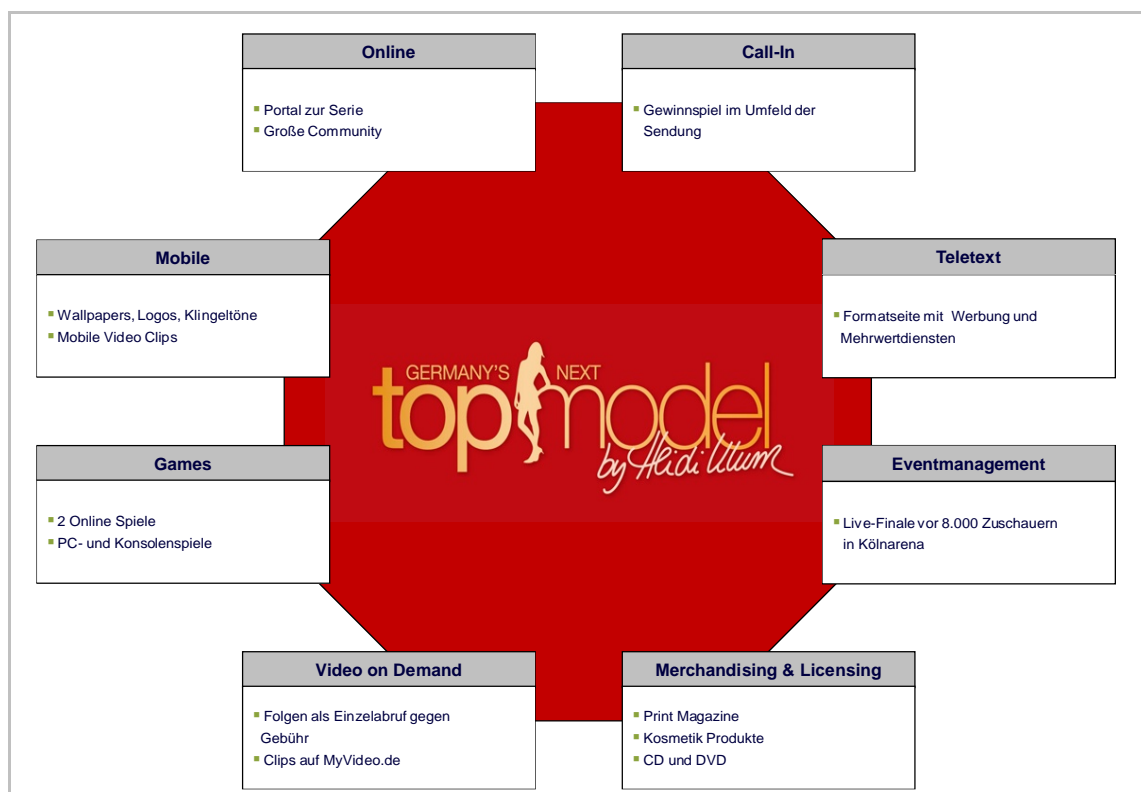 Online
Portal zur Serie
Große Community
Call-In
Gewinnspiel im Umfeld der
Sendung
Mobile
Wallpapers, Logos, Klingeltöne
Mobile Video Clips
Teletext
Formatseite mit Werbung und
Mehrwertdiensten
GERMANY'S NEXT
topmodel
by Heidi Klum
Games
2 Online Spiele
PC- und Konsolenspiele
Eventmanagement
Live-Finale vor 8.000 Zuschauern
in Kölnarena
Video on Demand
Folgen als Einzelabruf gegen
Gebühr
Clips auf MyVideo.de
Merchandising & Licensing
Print Magazine
Kosmetik Produkte
CD und DVD